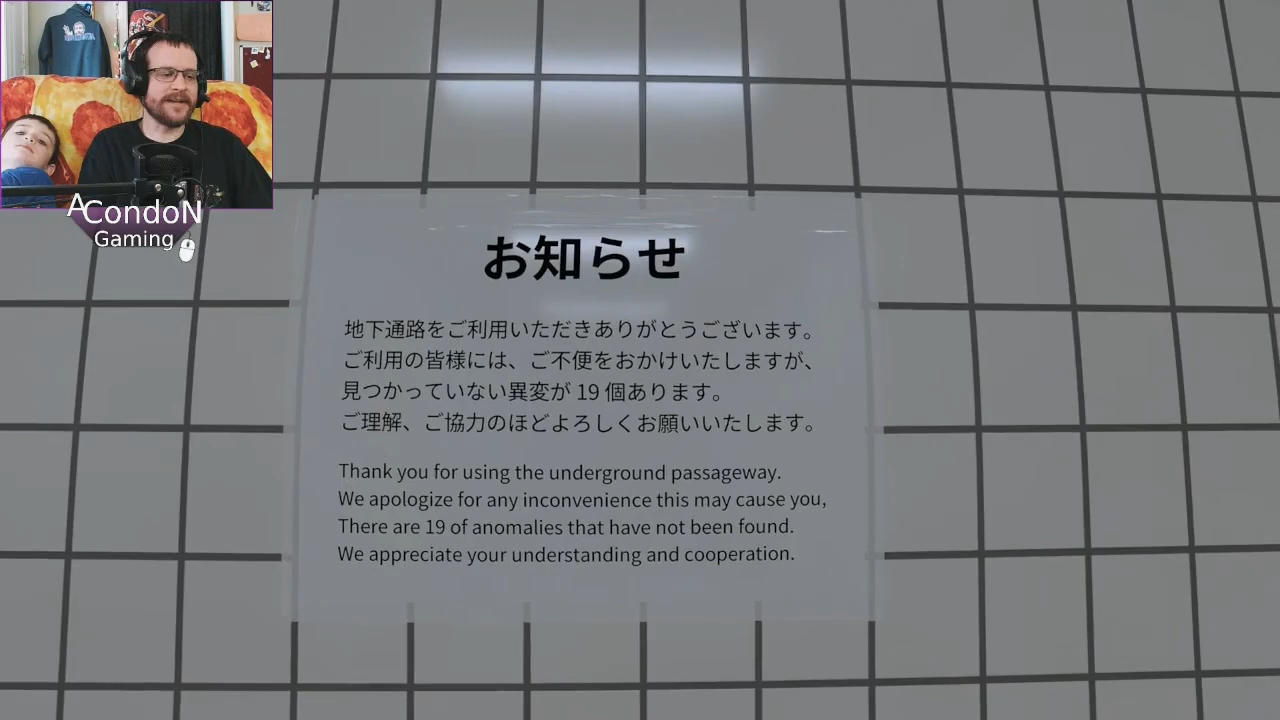 ACondoN
Gaming
お知らせ
地下通路をご利用いただきありがとうございます。
ご利用の皆様には、ご不便をおかけいたしますが、
見つかっていない異変が 19 個あります。
ご理解、ご協力のほどよろしくお願いいたします。
Thank you for using the underground passageway.
We apologize for any inconvenience this may cause you,
There are 19 of anomalies that have not been found.
We appreciate your understanding and cooperation.